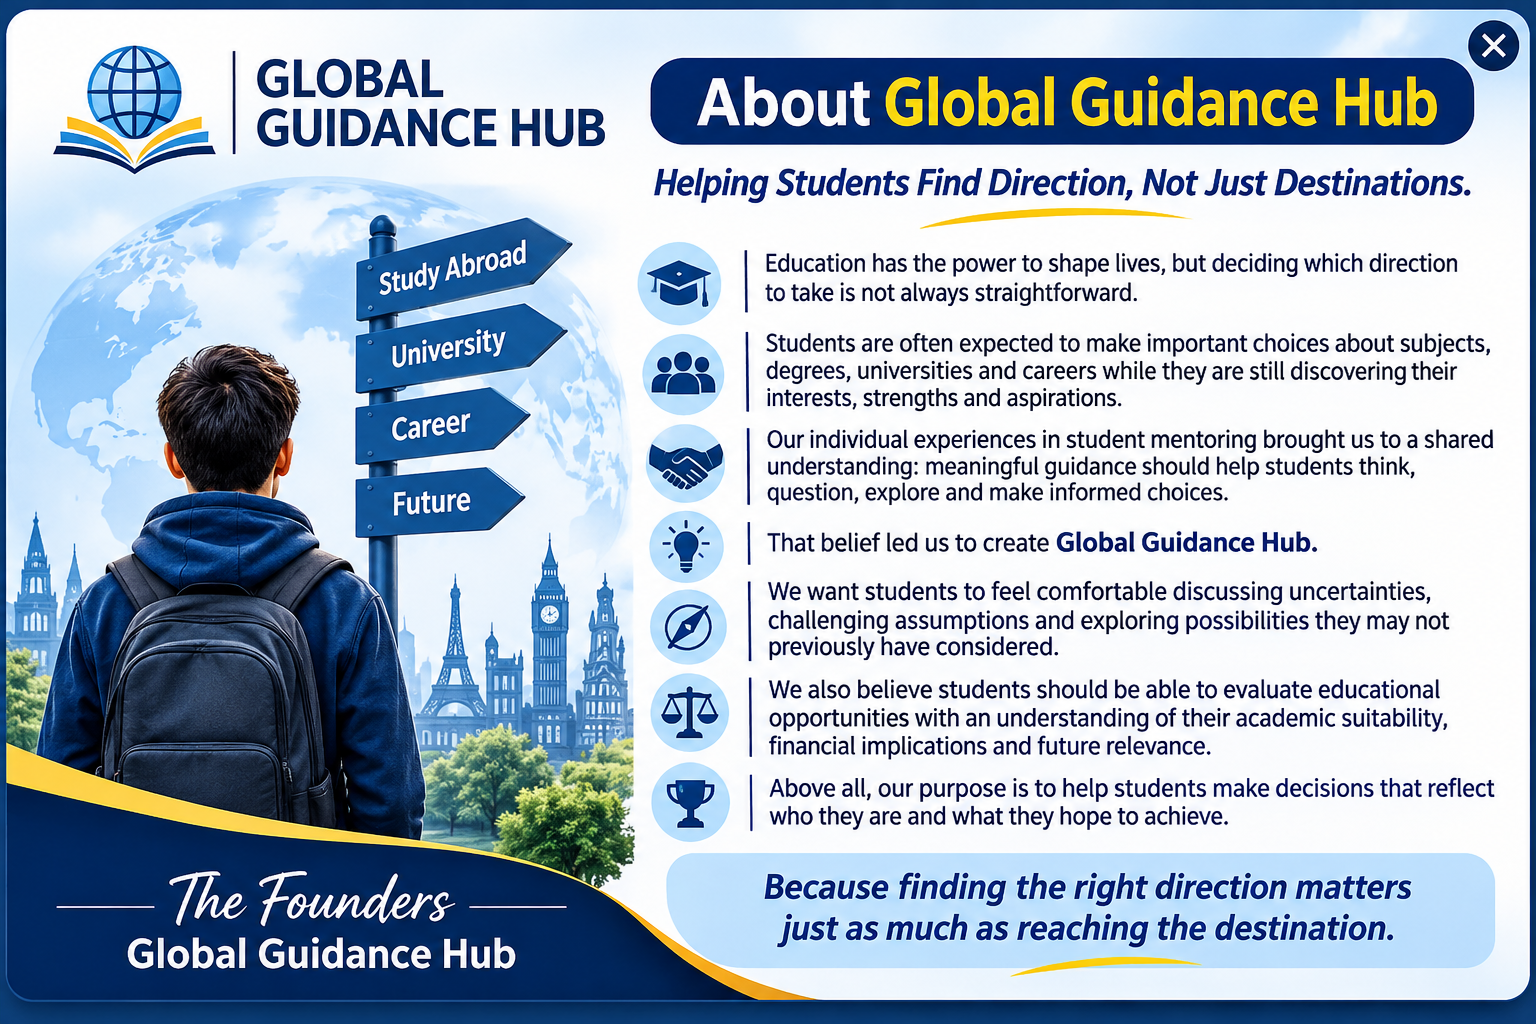 GLOBAL
GUIDANCE HUB
Study Abroad
University
Career
Future
The Founders
Global Guidance Hub
About Global Guidance Hub
Helping Students Find Direction, Not Just Destinations.
Education has the power to shape lives, but deciding which direction
to take is not always straightforward.
Students are often expected to make important choices about subjects,
degrees, universities and careers while they are still discovering their
interests, strengths and aspirations.
Our individual experiences in student mentoring brought us to a shared
understanding: meaningful guidance should help students think,
question, explore and make informed choices.
That belief led us to create Global Guidance Hub.
We want students to feel comfortable discussing uncertainties,
challenging assumptions and exploring possibilities they may not
previously have considered.
We also believe students should be able to evaluate educational
opportunities with an understanding of their academic suitability,
financial implications and future relevance.
Above all, our purpose is to help students make decisions that reflect
who they are and what they hope to achieve.
Because finding the right direction matters
just as much as reaching the destination.